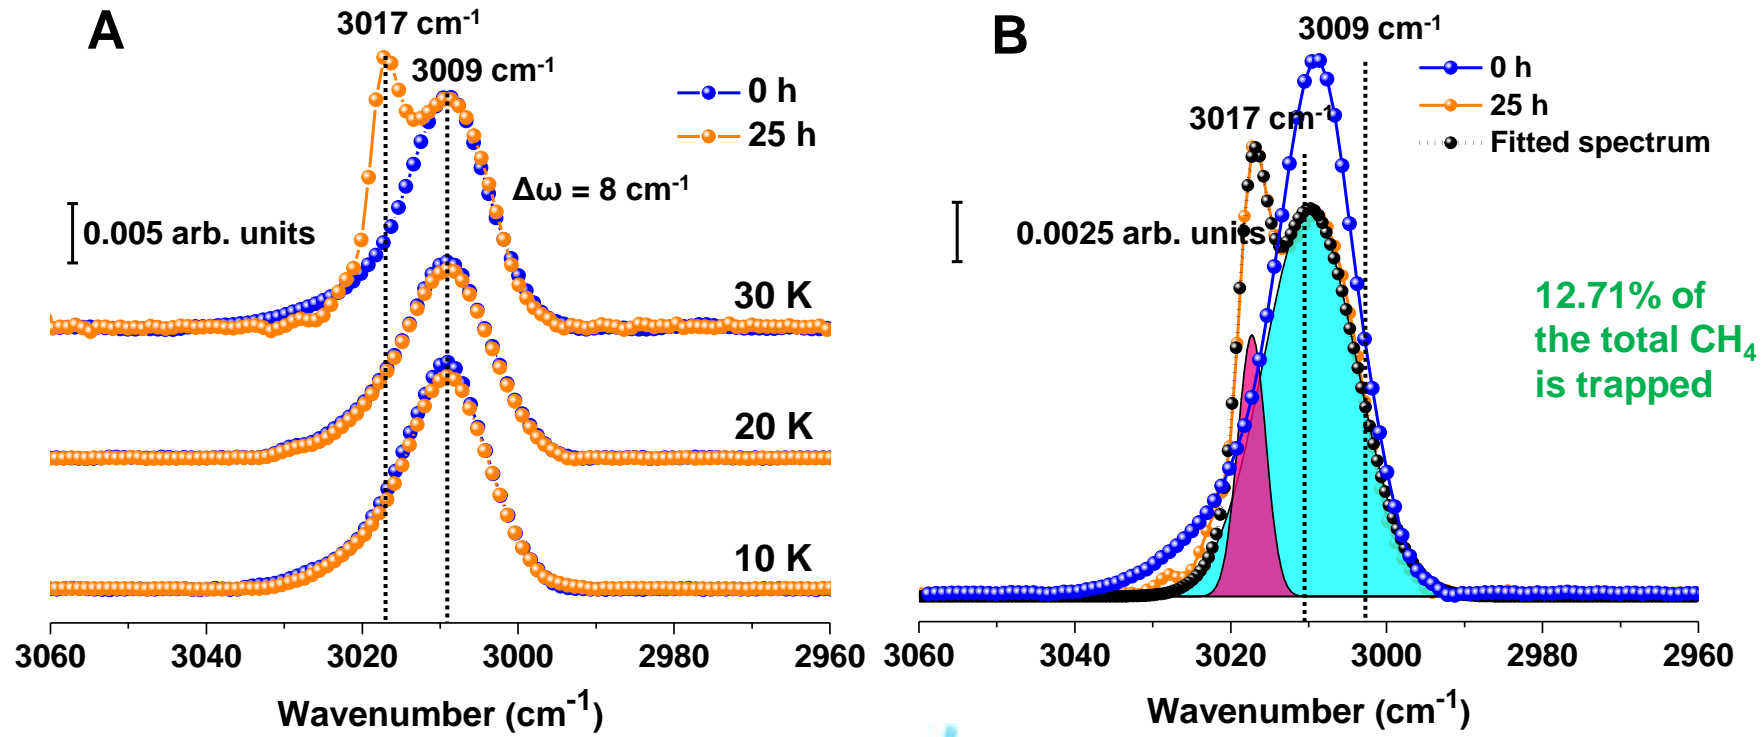 A
3017 cm⁻¹
3009 cm⁻¹
0 h
25 h
Δω = 8 cm⁻¹
0.005 arb. units
30 K
20 K
10 K
3060 3040 3020 3000 2980 2960
Wavenumber (cm⁻¹)
B
3009 cm⁻¹
0 h
25 h
Fitted spectrum
3017 cm⁻¹
0.0025 arb. units
12.71% of
the total CH₄
is trapped
3060 3040 3020 3000 2980 2960
Wavenumber (cm⁻¹)